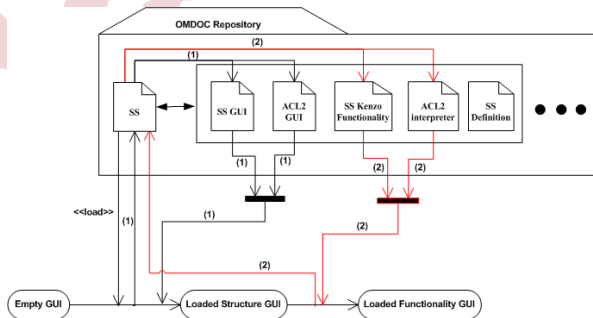 OMDOC Repository
(2)
(1)
SS
SS GUI
ACL2
GUI
SS Kenzo
Functionality
ACL2
interpreter
SS
Definition
(1)
(1)
(2)
(2)
<<load>>
(1)
(1)
(2)
(2)
Empty GUI
Loaded Structure GUI
Loaded Functionality GUI